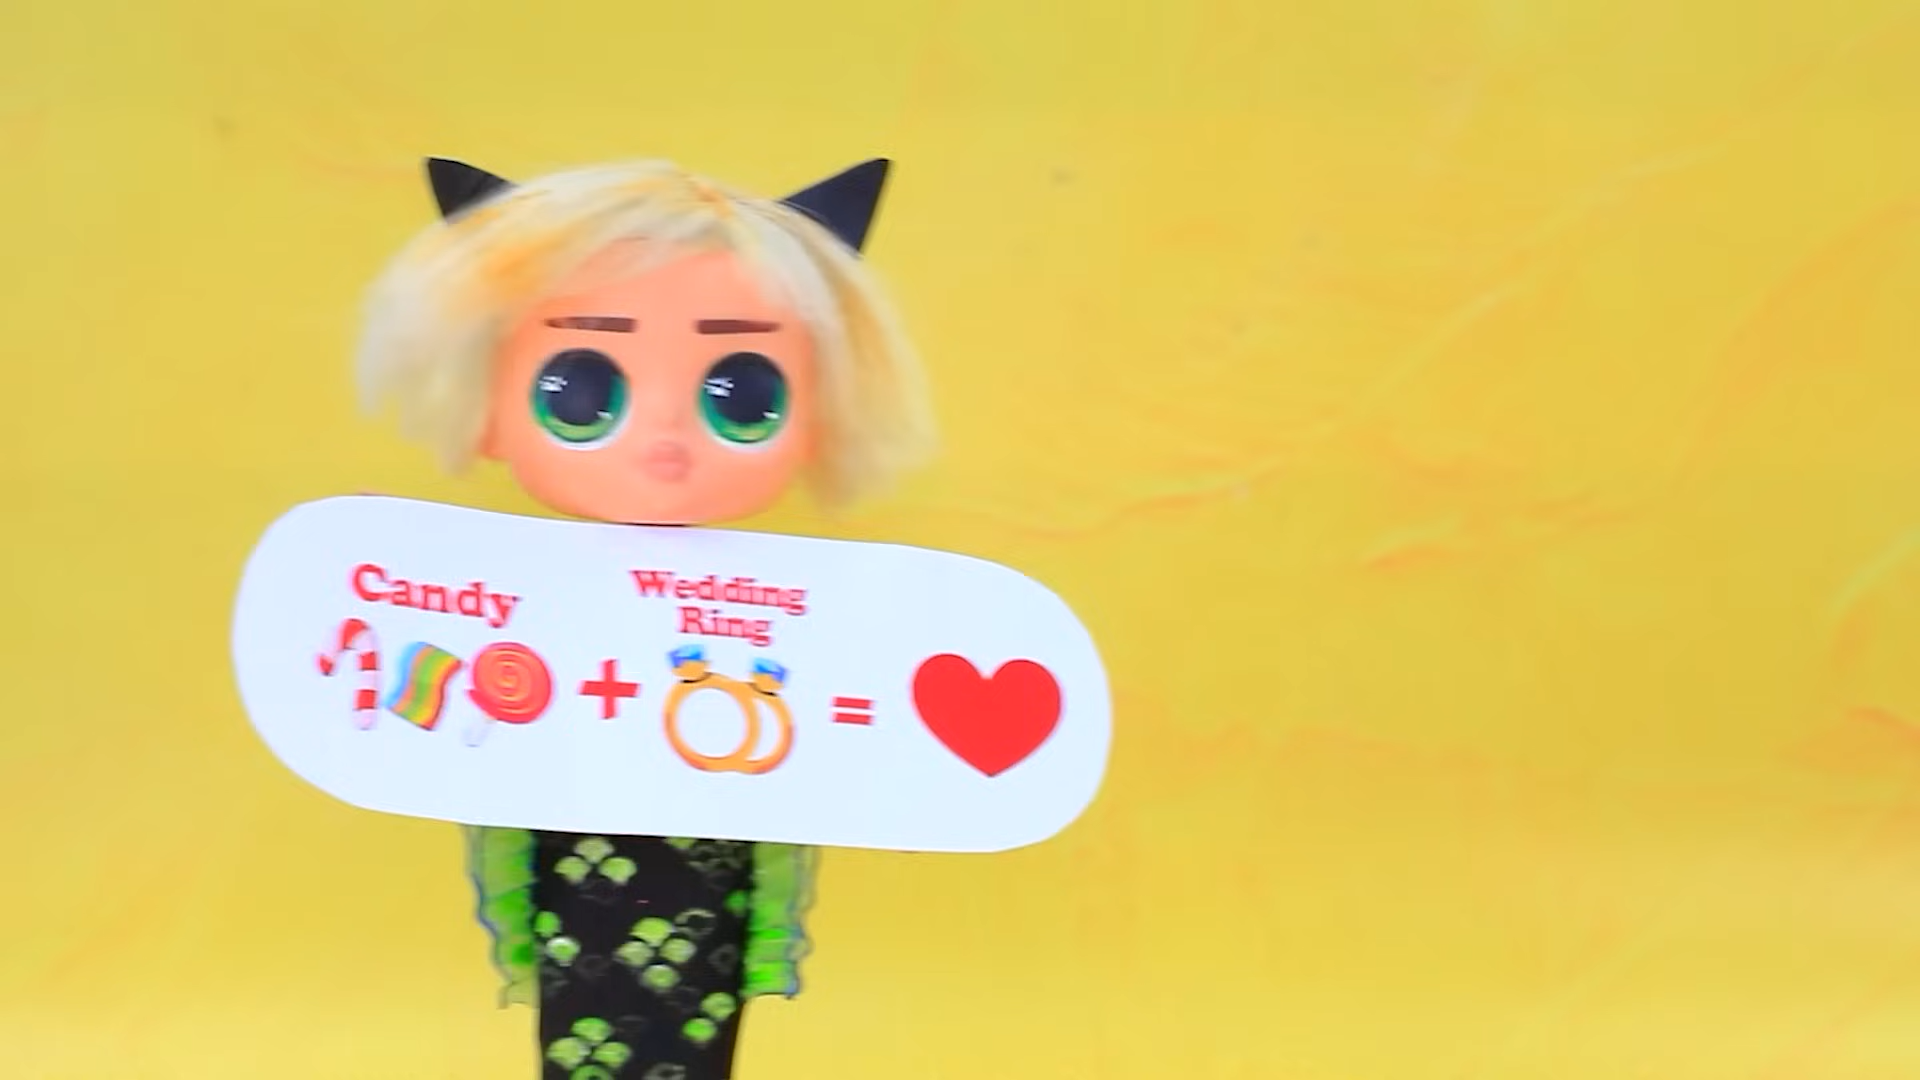 Candy
Wedding
Ring
+
=